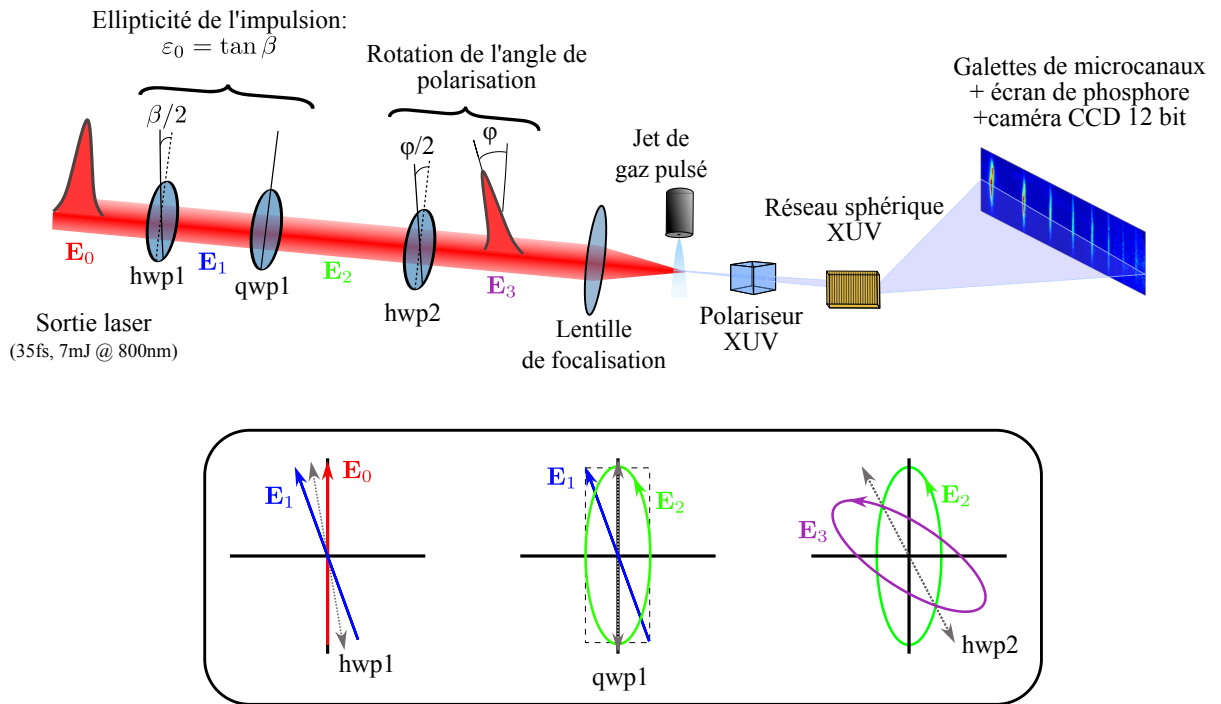 Ellipticité de l'impulsion:
ε₀ = tan β
β/2
Rotation de l'angle de
polarisation
φ/2
φ
Jet de
gaz pulsé
Réseau sphérique
XUV
Galettes de microcanaux
+ écran de phosphore
+caméra CCD 12 bit
E₀
hwp1
E₁
qwp1
E₂
hwp2
E₃
Lentille
de focalisation
Polariseur
XUV
Sortie laser
(35fs, 7mJ @ 800nm)
E₁
E₀
hwp1
E₁
E₂
qwp1
E₂
E₃
hwp2